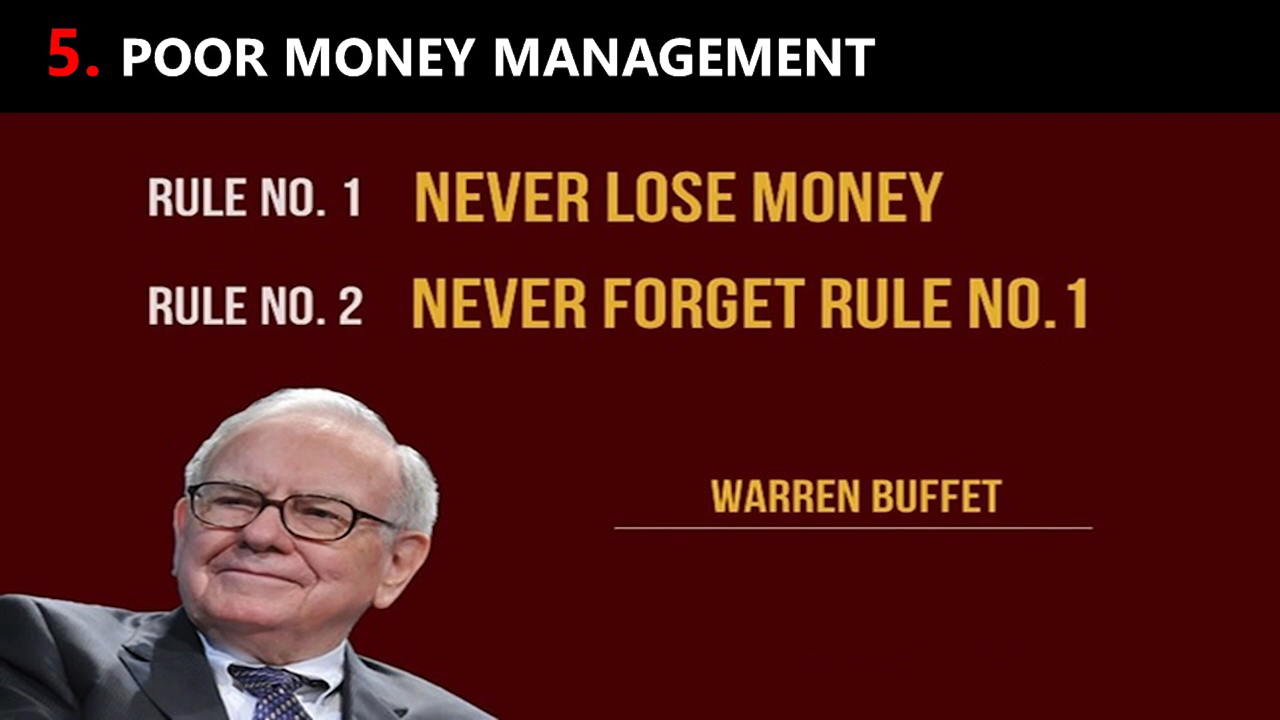 5. POOR MONEY MANAGEMENT
RULE NO. 1 NEVER LOSE MONEY
RULE NO. 2 NEVER FORGET RULE NO.1
WARREN BUFFET